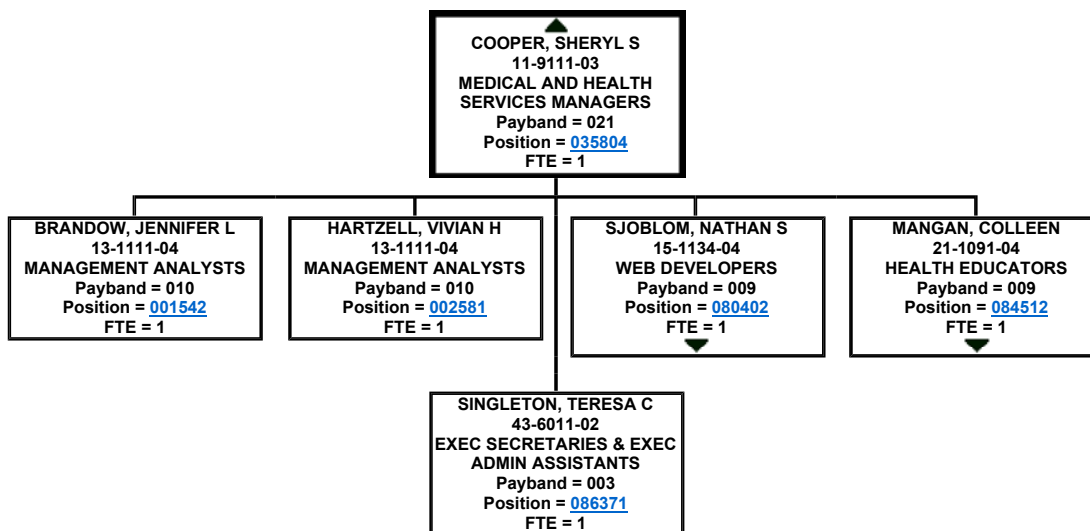 COOPER, SHERYL S
11-9111-03
MEDICAL AND HEALTH
SERVICES MANAGERS
Payband = 021
Position = 035804
FTE = 1
BRANDOW, JENNIFER L
13-1111-04
MANAGEMENT ANALYSTS
Payband = 010
Position = 001542
FTE = 1
HARTZELL, VIVIAN H
13-1111-04
MANAGEMENT ANALYSTS
Payband = 010
Position = 002581
FTE = 1
SJOBLOM, NATHAN S
15-1134-04
WEB DEVELOPERS
Payband = 009
Position = 080402
FTE = 1
MANGAN, COLLEEN
21-1091-04
HEALTH EDUCATORS
Payband = 009
Position = 084512
FTE = 1
SINGLETON, TERESA C
43-6011-02
EXEC SECRETARIES & EXEC
ADMIN ASSISTANTS
Payband = 003
Position = 086371
FTE = 1